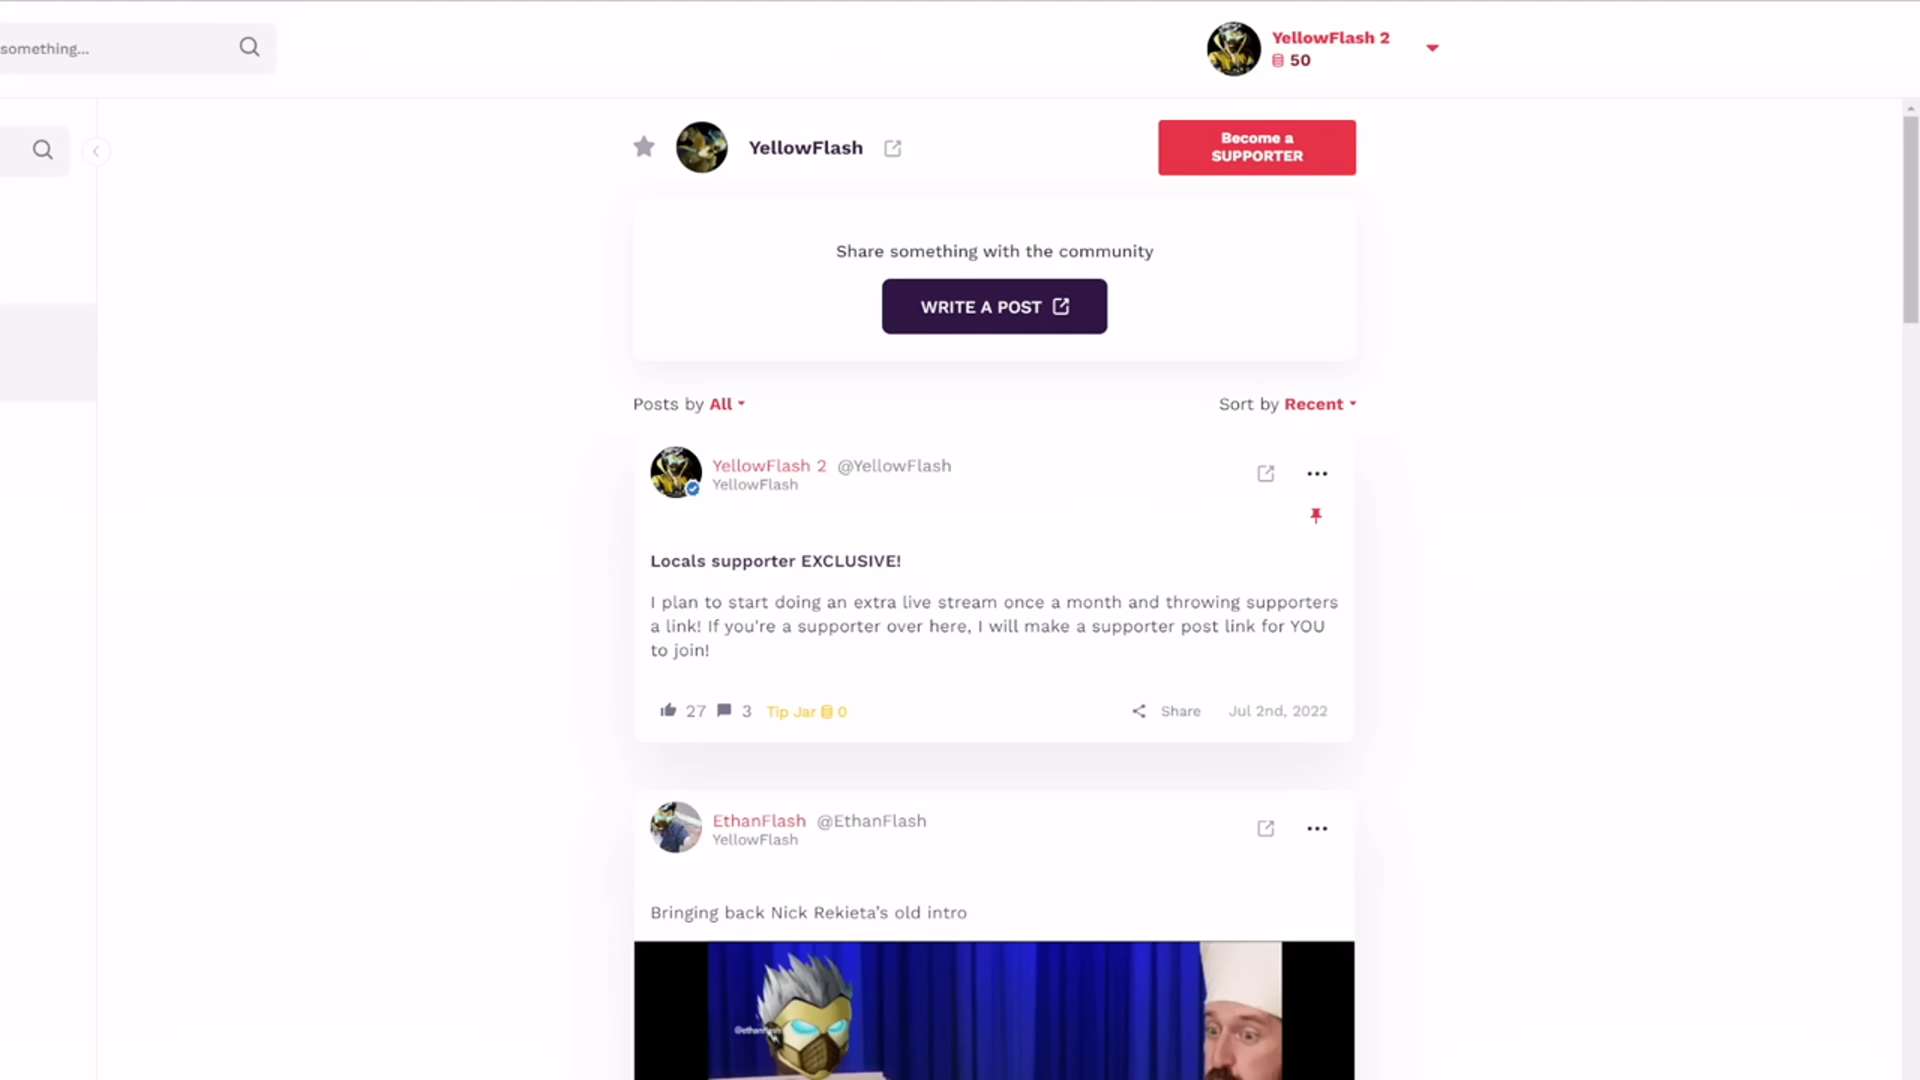 something...
YellowFlash 2
50
YellowFlash
Become a
SUPPORTER
Share something with the community
WRITE A POST
Posts by All
Sort by Recent
YellowFlash 2 @YellowFlash
YellowFlash
Locals supporter EXCLUSIVE!
I plan to start doing an extra live stream once a month and throwing supporters
a link! If you're a supporter over here, I will make a supporter post link for YOU
to join!
27 3 Tip Jar 0
Share Jul 2nd, 2022
EthanFlash @EthanFlash
YellowFlash
Bringing back Nick Rekieta's old intro
@ethanflash